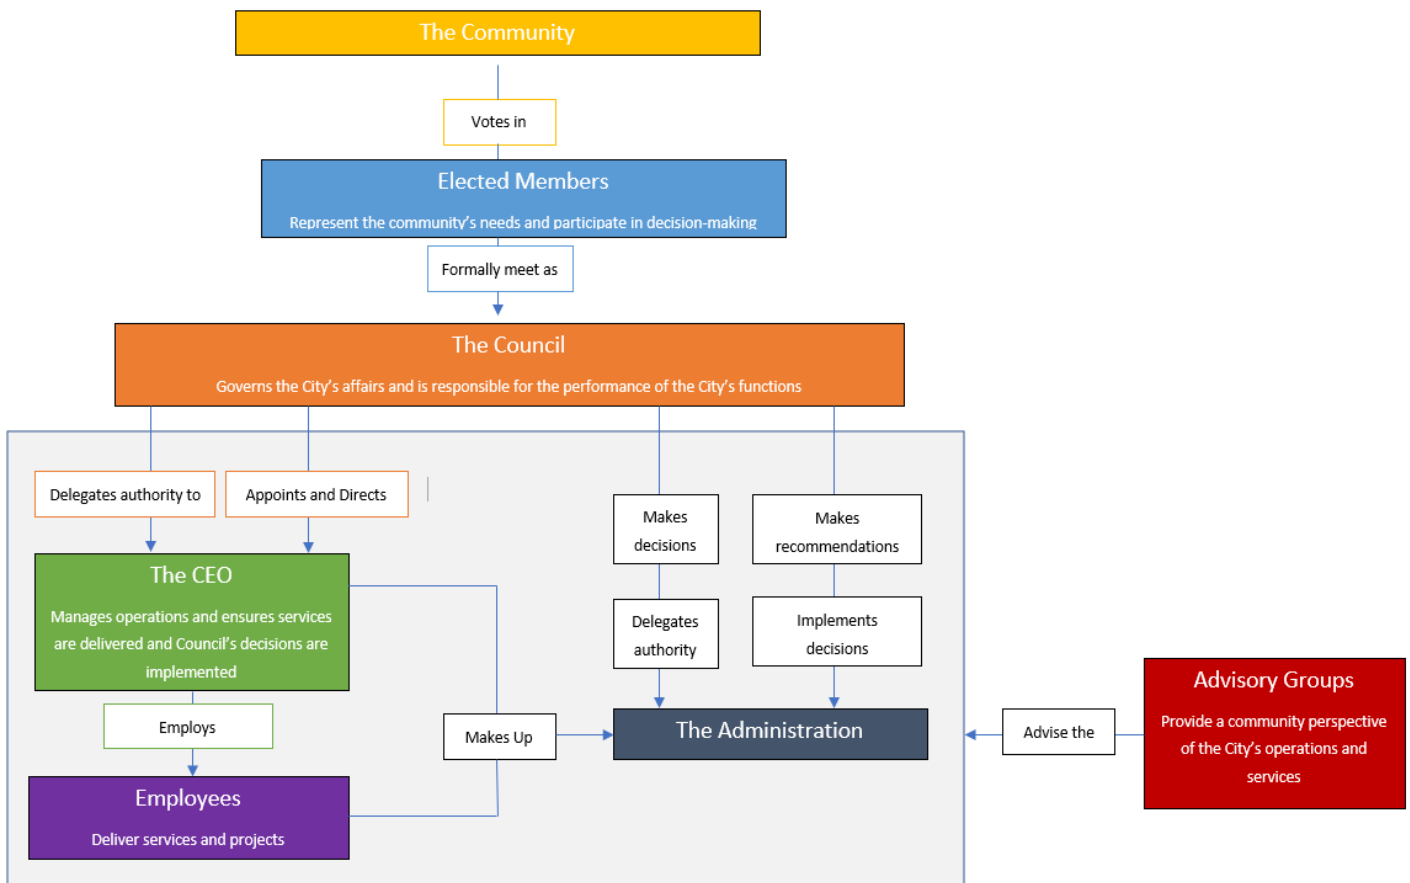 The Community
Votes in
Elected Members
Represent the community's needs and participate in decision-making
Formally meet as
The Council
Governs the City's affairs and is responsible for the performance of the City's functions
Delegates authority to
Appoints and Directs
Makes
decisions
Makes
recommendations
The CEO
Manages operations and ensures services
are delivered and Council's decisions are
implemented
Delegates
authority
Implements
decisions
Employs
Makes Up
The Administration
Advise the
Advisory Groups
Provide a community perspective
of the City's operations and
services
Employees
Deliver services and projects